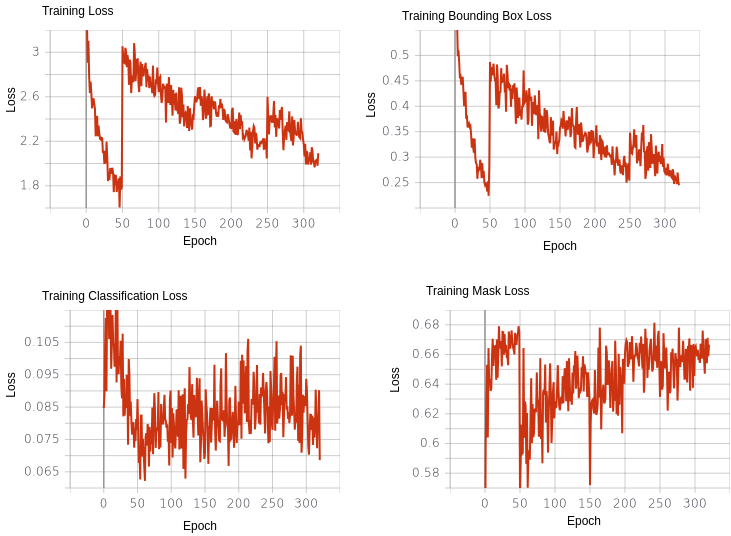 Training Loss
Loss
3
2.6
2.2
1.8
0 50 100 150 200 250 300
Epoch
Training Bounding Box Loss
Loss
0.5
0.45
0.4
0.35
0.3
0.25
0 50 100 150 200 250 300
Epoch
Training Classification Loss
Loss
0.105
0.095
0.085
0.075
0.065
0 50 100 150 200 250 300
Epoch
Training Mask Loss
Loss
0.68
0.66
0.64
0.62
0.6
0.58
0 50 100 150 200 250 300
Epoch